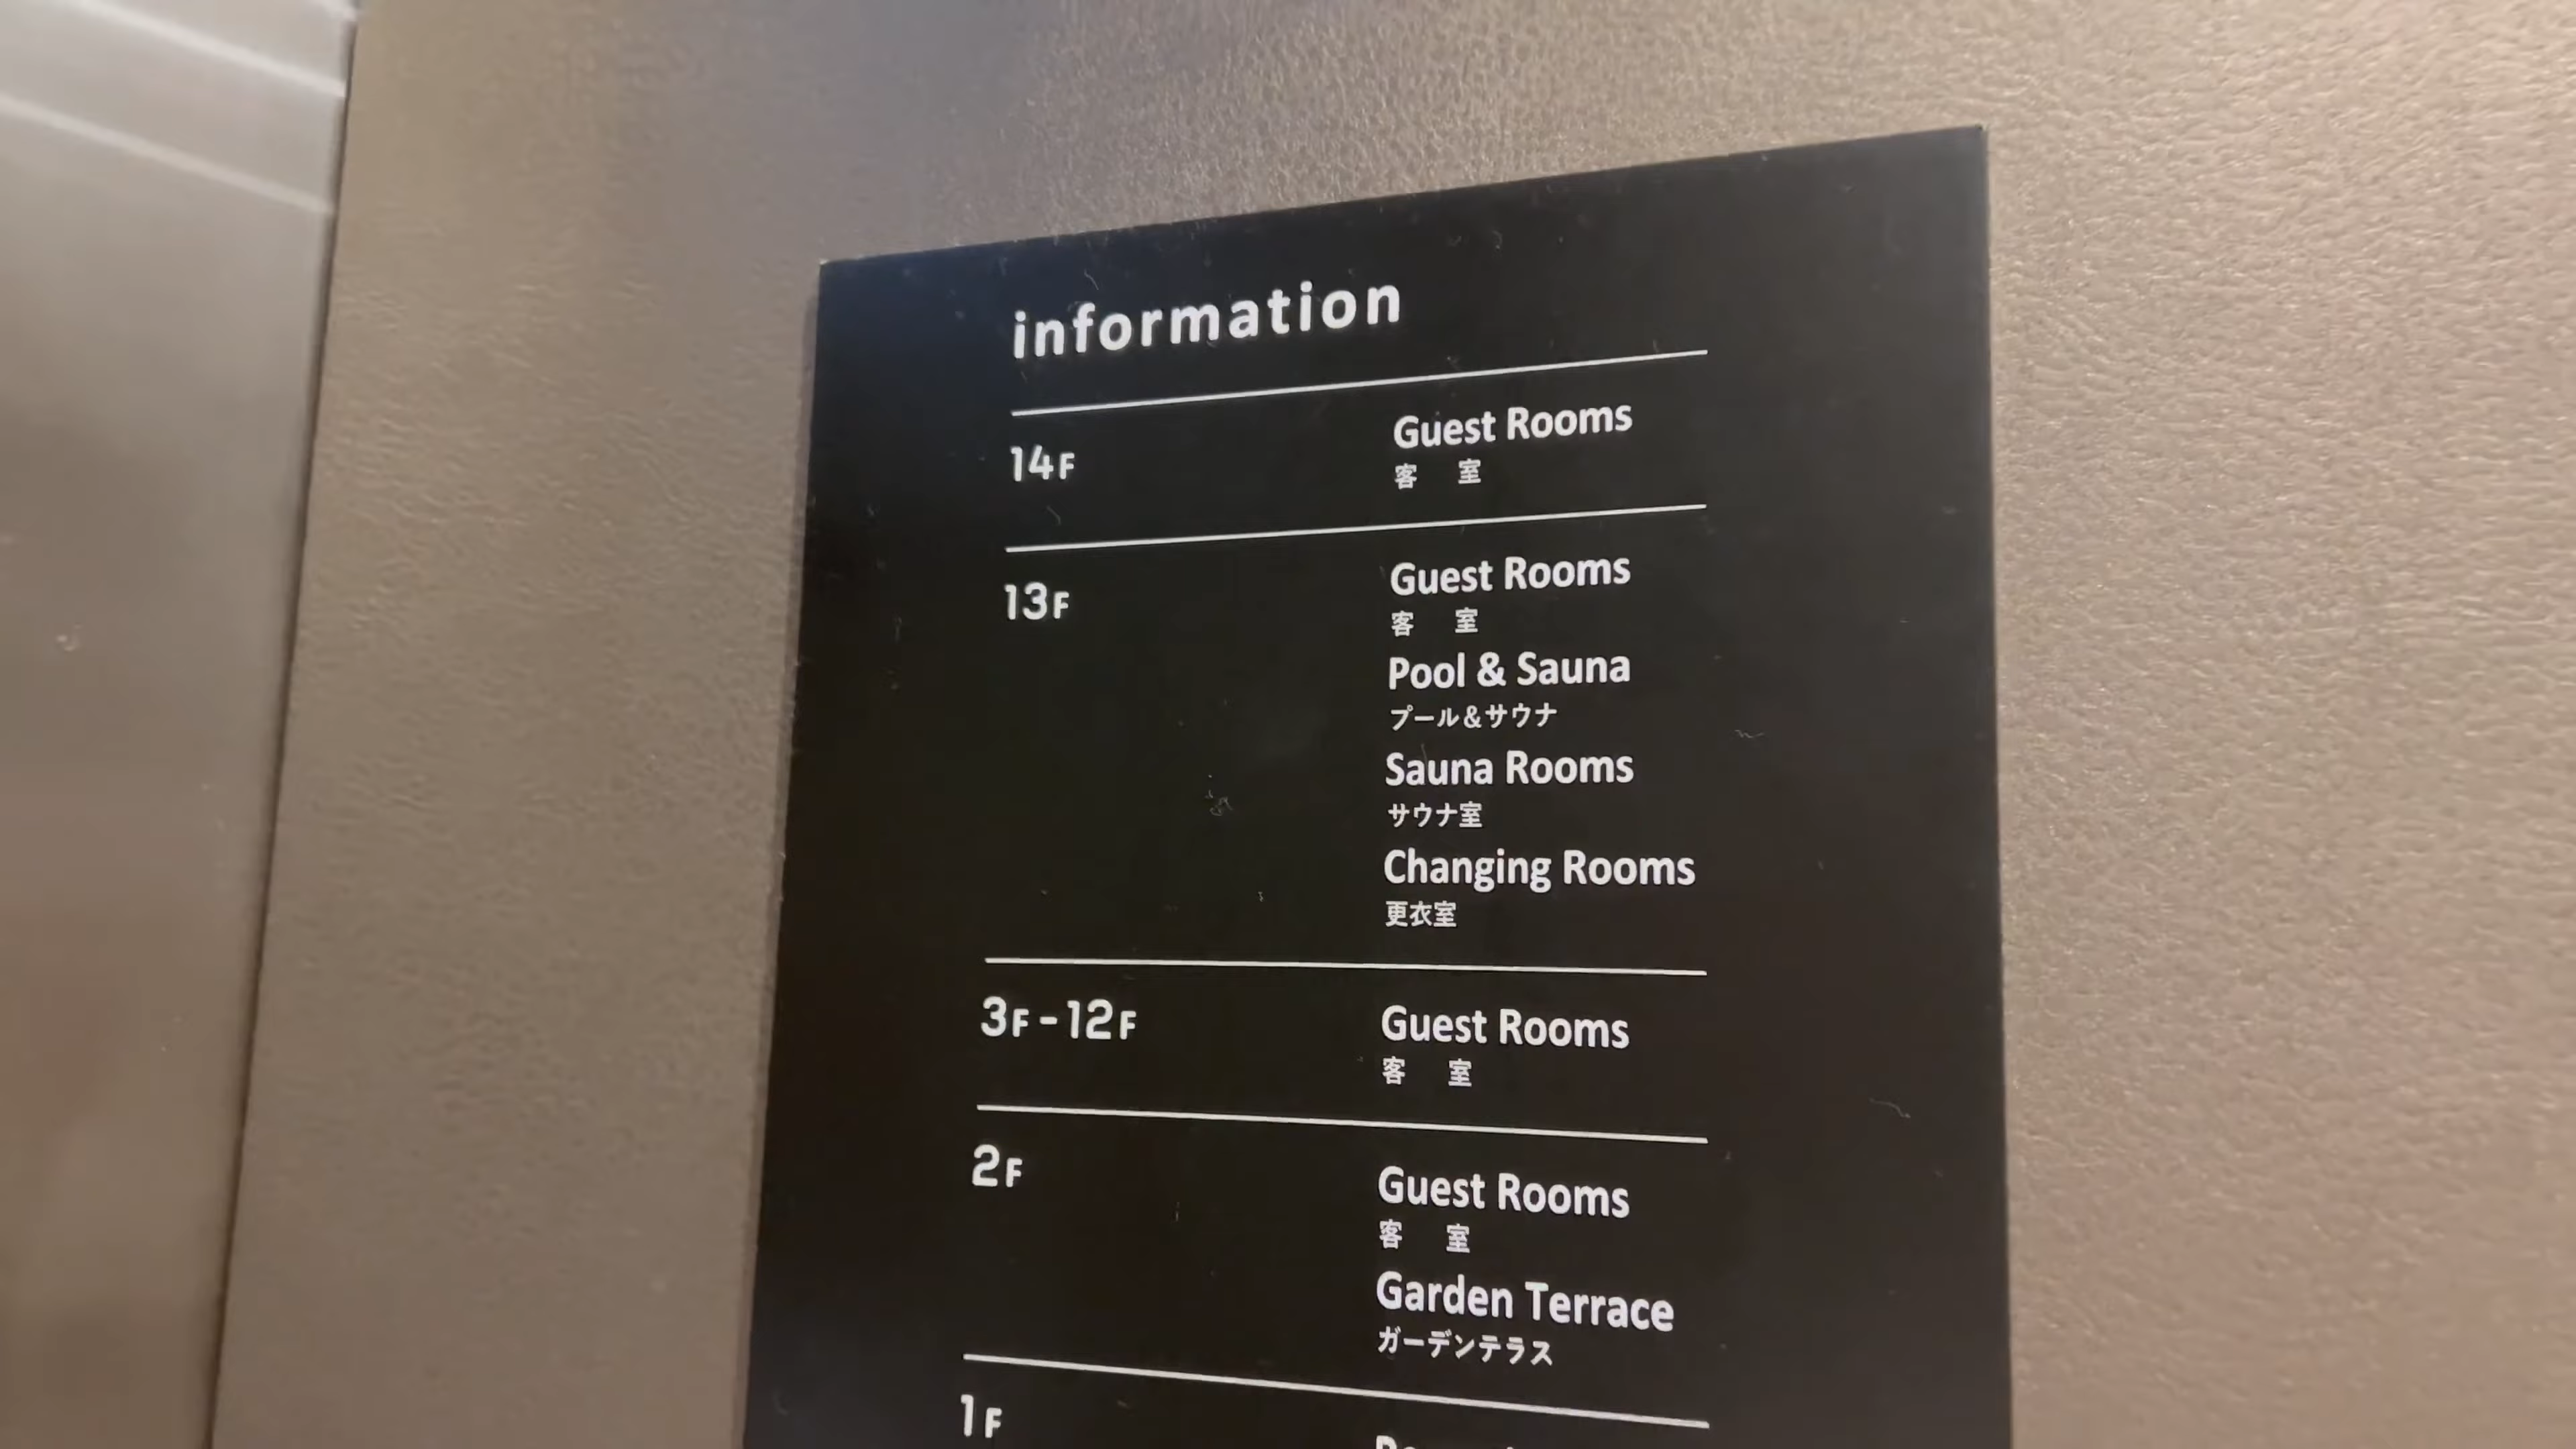 information
14F Guest Rooms
客 室
13F Guest Rooms
客 室
Pool & Sauna
プール&サウナ
Sauna Rooms
サウナ室
Changing Rooms
更衣室
3F-12F Guest Rooms
客 室
2F Guest Rooms
客 室
Garden Terrace
ガーデンテラス
1F